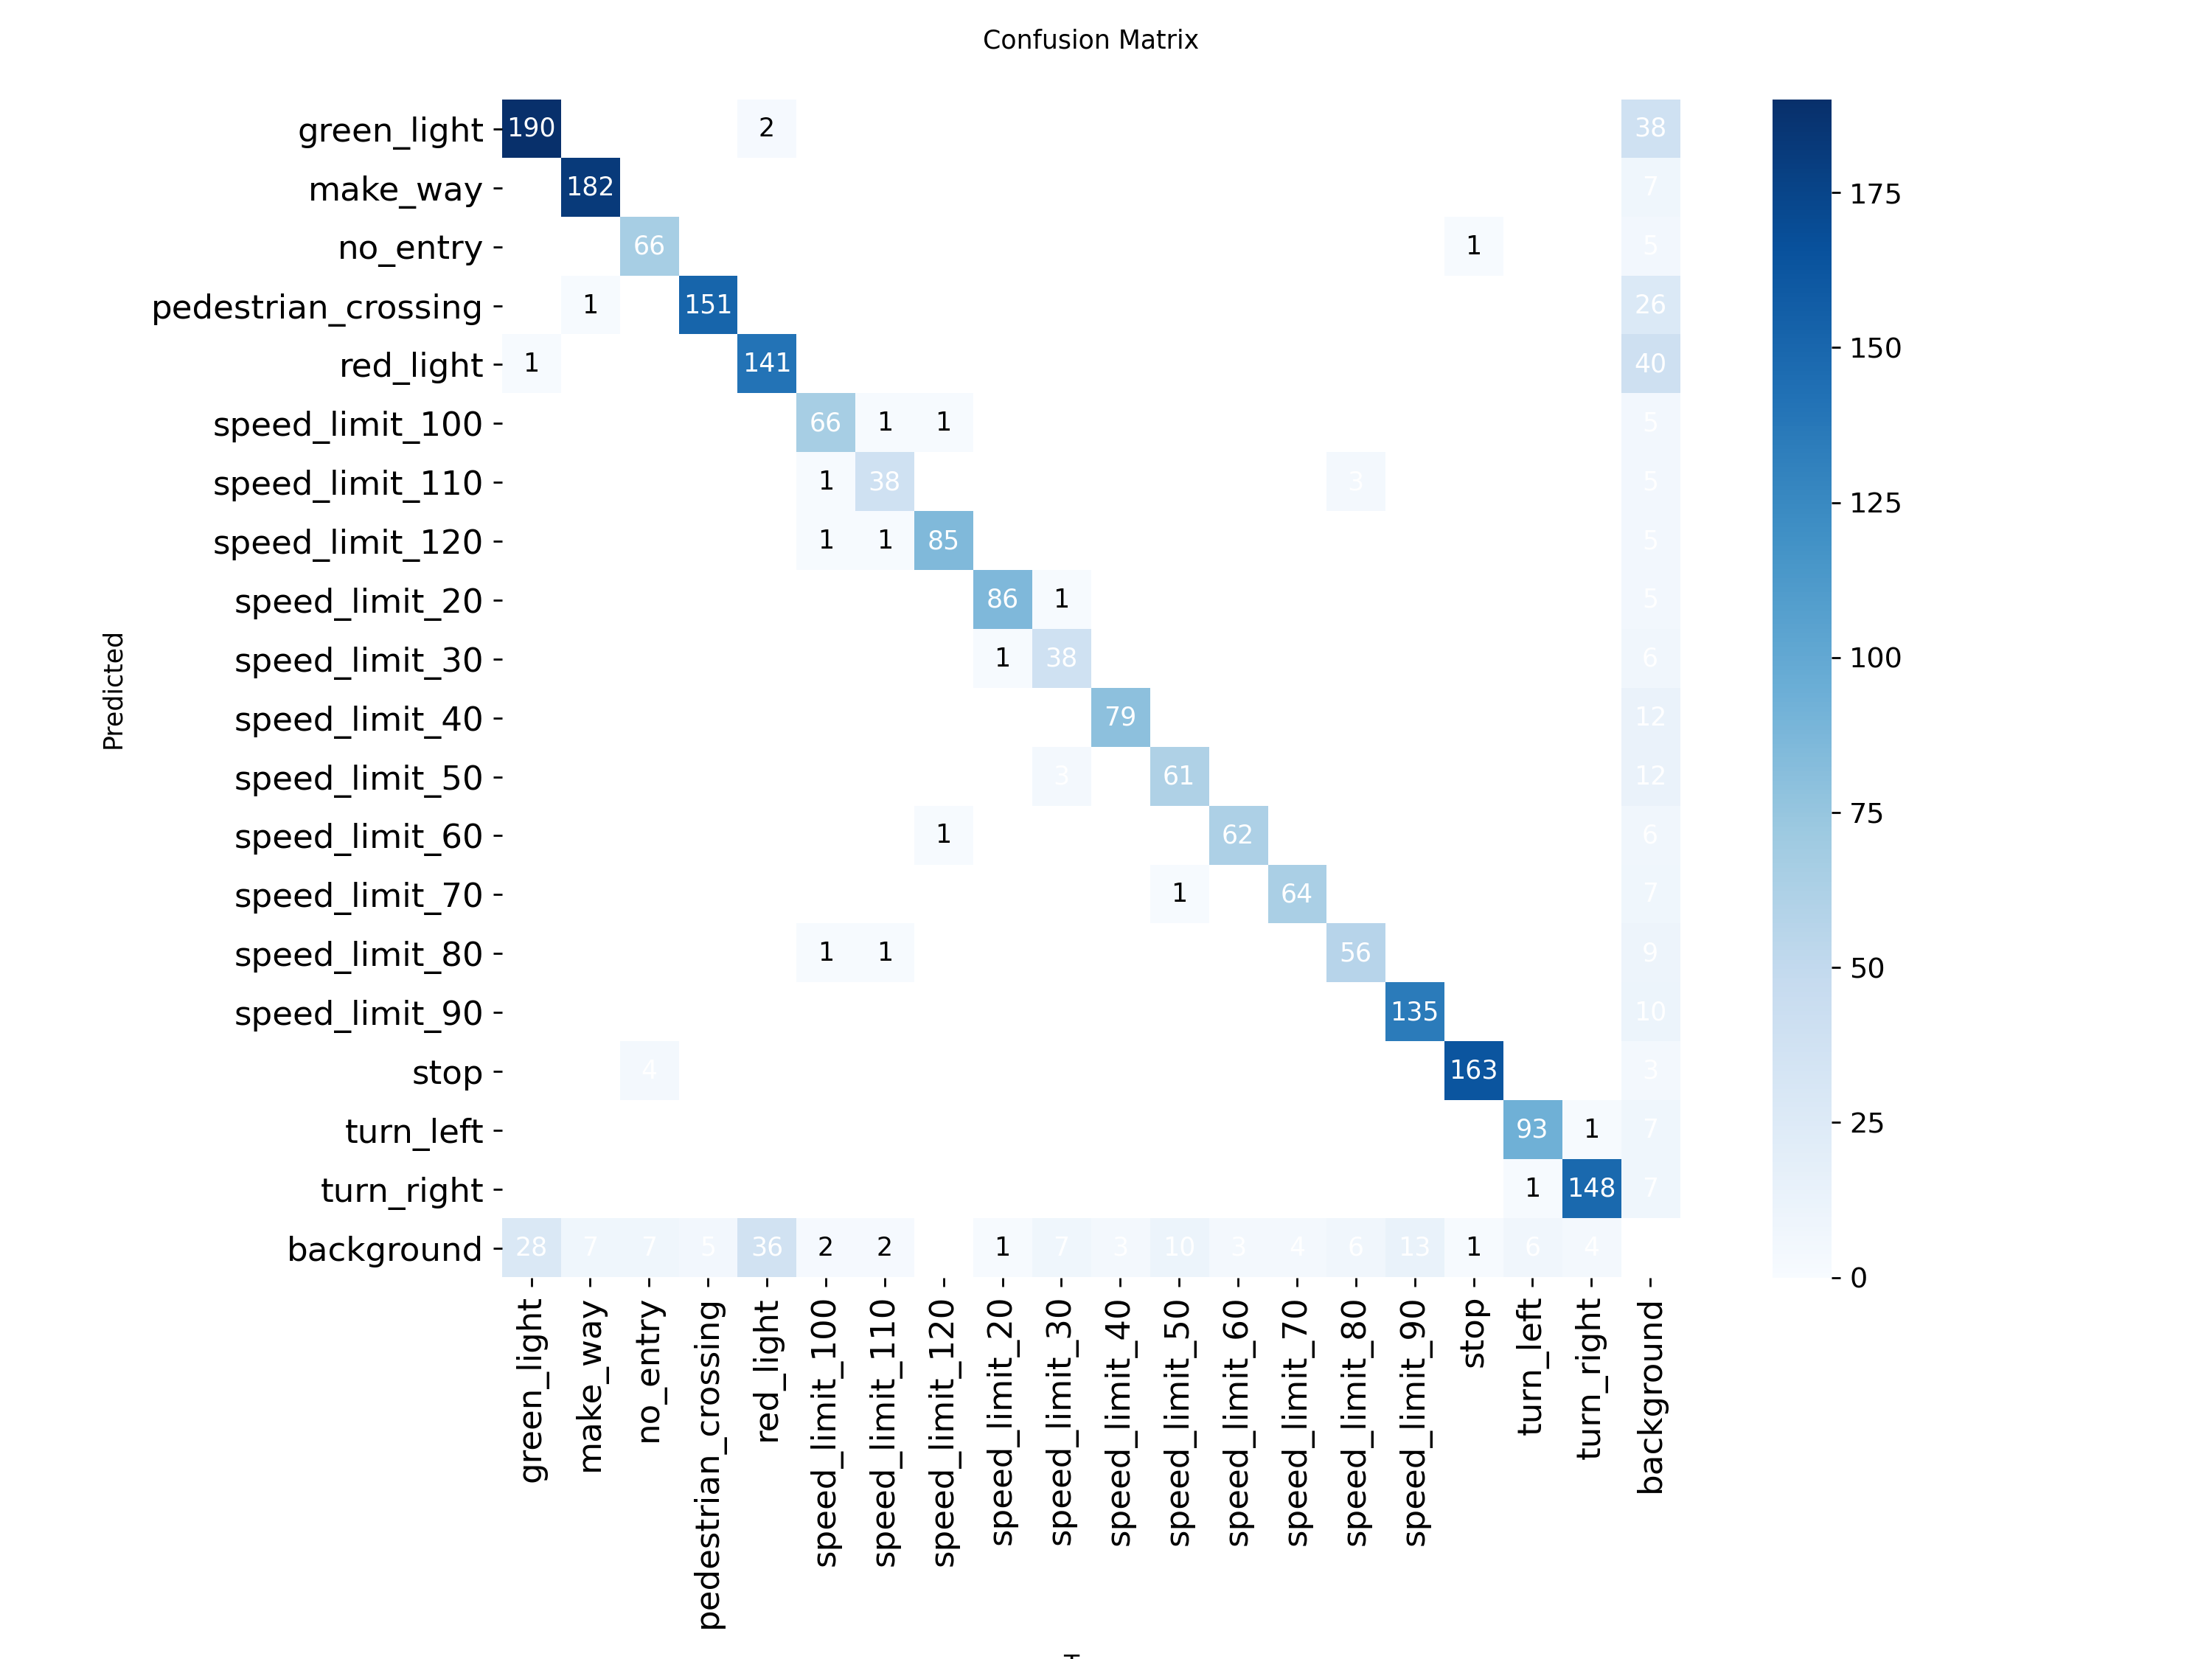 Confusion Matrix
green_light 190 2 38
make_way 182 7
no_entry 66 1 5
pedestrian_crossing 1 151 26
red_light 1 141 40
speed_limit_100 66 1 1 5
speed_limit_110 1 38 3 5
speed_limit_120 1 1 85 5
speed_limit_20 86 1 5
speed_limit_30 1 38 6
speed_limit_40 79 12
speed_limit_50 3 61 12
speed_limit_60 1 62 6
speed_limit_70 1 64 7
speed_limit_80 1 1 56 9
speed_limit_90 135 10
stop 4 163 3
turn_left 93 1 7
turn_right 1 148 7
background 28 7 7 5 36 2 2 1 7 3 10 3 4 6 13 1 6 4
Predicted
green_light
make_way
no_entry
pedestrian_crossing
red_light
speed_limit_100
speed_limit_110
speed_limit_120
speed_limit_20
speed_limit_30
speed_limit_40
speed_limit_50
speed_limit_60
speed_limit_70
speed_limit_80
speed_limit_90
stop
turn_left
turn_right
background
175
150
125
100
75
50
25
0